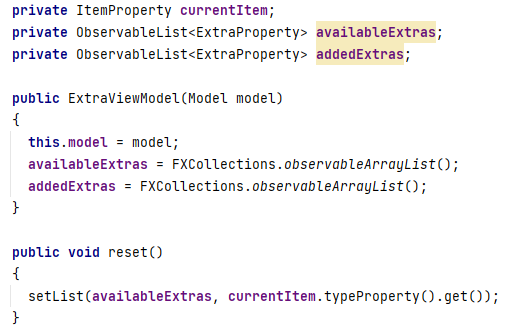 private ItemProperty currentItem;
private ObservableList<ExtraProperty> availableExtras;
private ObservableList<ExtraProperty> addedExtras;
public ExtraViewModel(Model model)
{
this.model = model;
availableExtras = FXCollections.observableArrayList();
addedExtras = FXCollections.observableArrayList();
}
public void reset()
{
setList(availableExtras, currentItem.typeProperty().get());
}